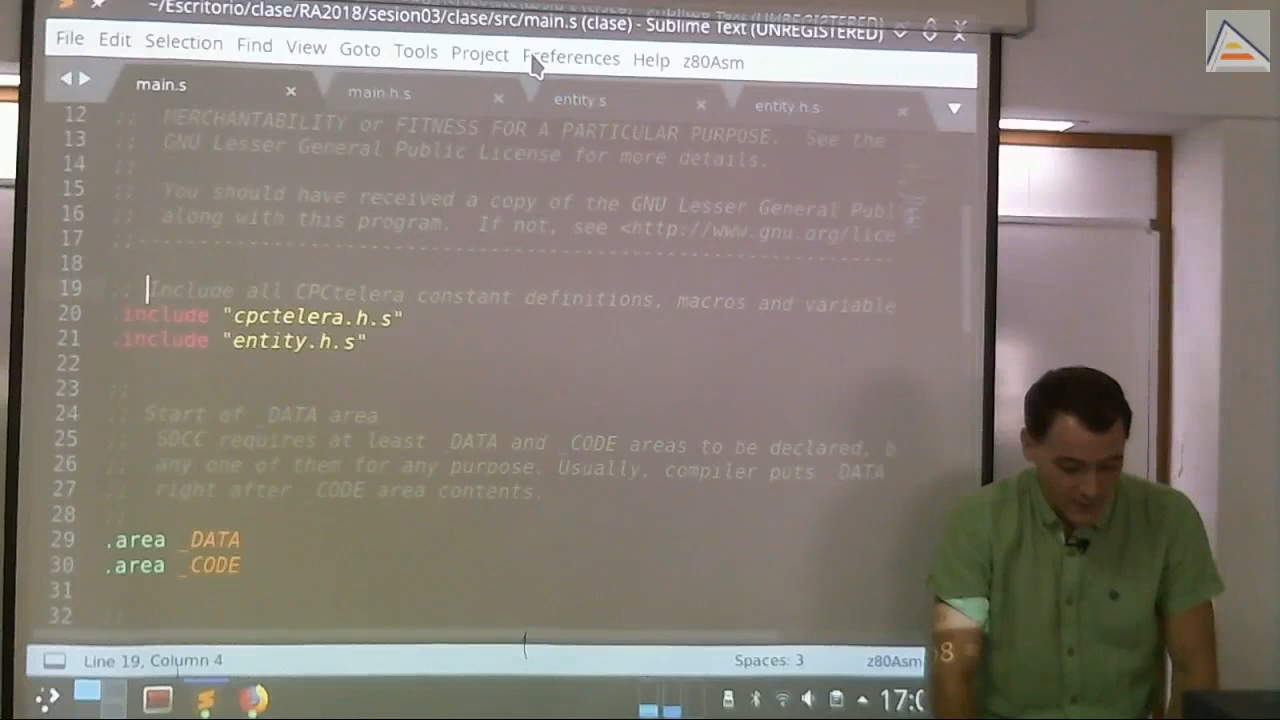 ~/Escritorio/clase/RA2018/sesion03/clase/src/main.s (clase) - Sublime Text (UNREGISTERED)
File Edit Selection Find View Goto Tools Project Preferences Help z80Asm
main.s main.h.s entity.s entity.h.s
12 ;; MERCHANTABILITY or FITNESS FOR A PARTICULAR PURPOSE. See the
13 ;; GNU Lesser General Public License for more details.
14 ;;
15 ;; You should have received a copy of the GNU Lesser General Publ
16 ;; along with this program. If not, see <http://www.gnu.org/lice
17 ;;-------------------------------------------------------------
18
19 ;; Include all CPCtelera constant definitions, macros and variable
20 .include "cpctelera.h.s"
21 .include "entity.h.s"
22
23 ;;
24 ;; Start of _DATA area
25 ;; SDCC requires at least _DATA and _CODE areas to be declared, b
26 ;; any one of them for any purpose. Usually, compiler puts _DATA
27 ;; right after _CODE area contents.
28 ;;
29 .area _DATA
30 .area _CODE
31
32 ;;
Line 19, Column 4 Spaces: 3 z80Asm
17:0